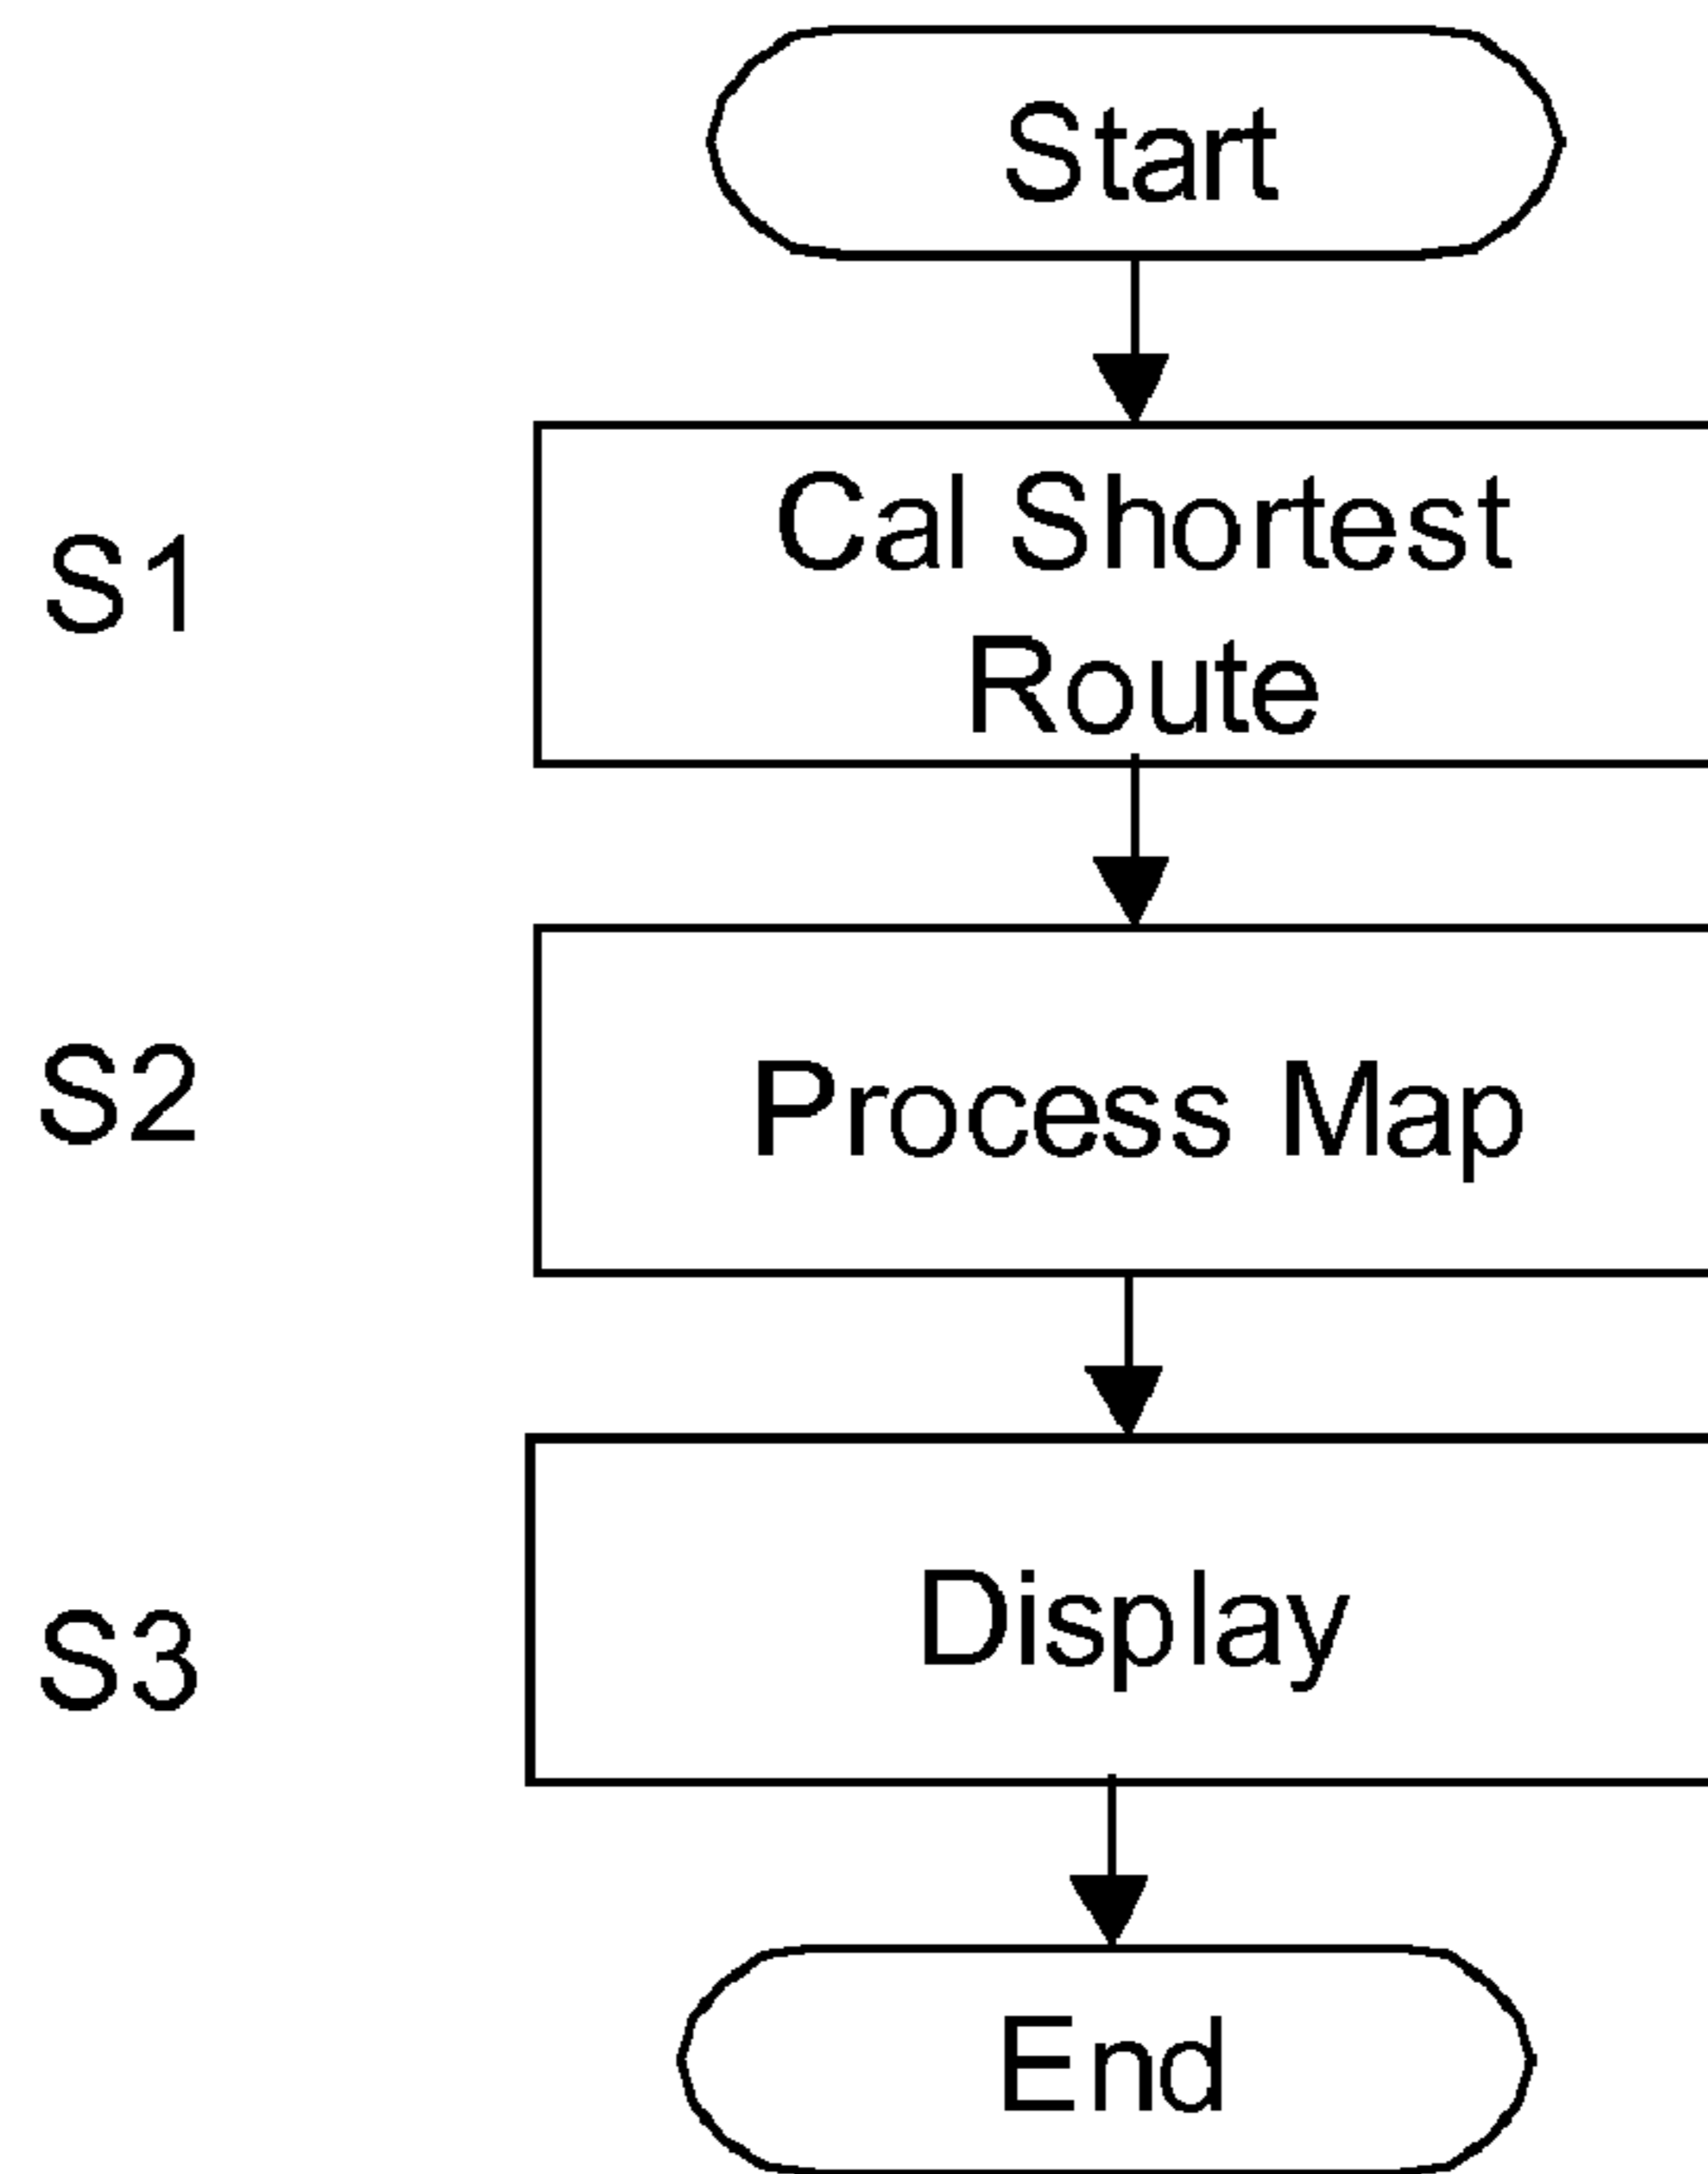 Start
S1
Cal Shortest
Route
S2
Process Map
S3
Display
End